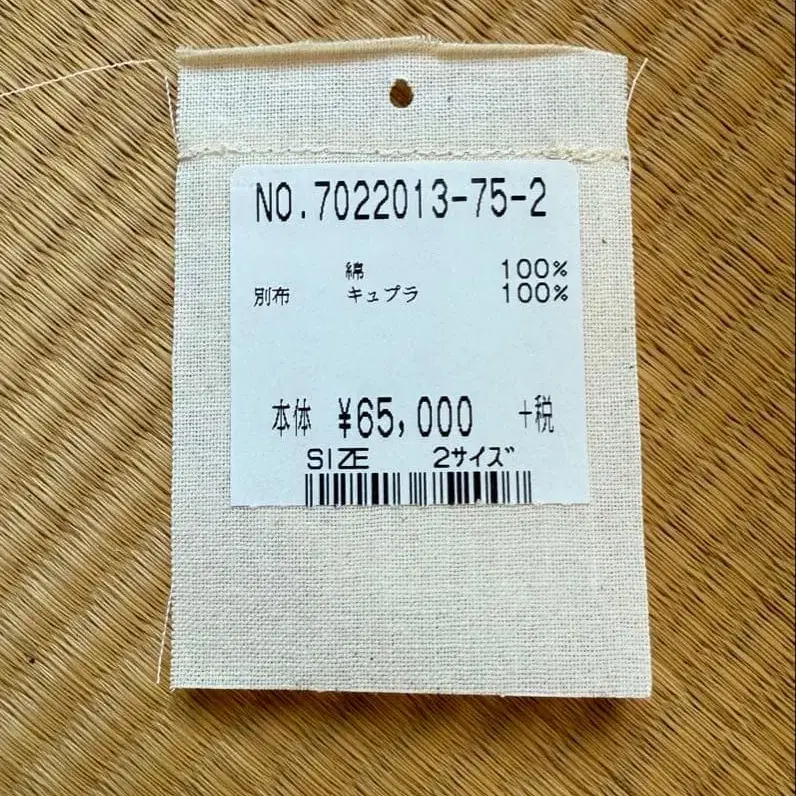 NO.7022013-75-2
綿 100%
別布 キュプラ 100%
本体 ¥65,000 +税
SIZE 2サイズ